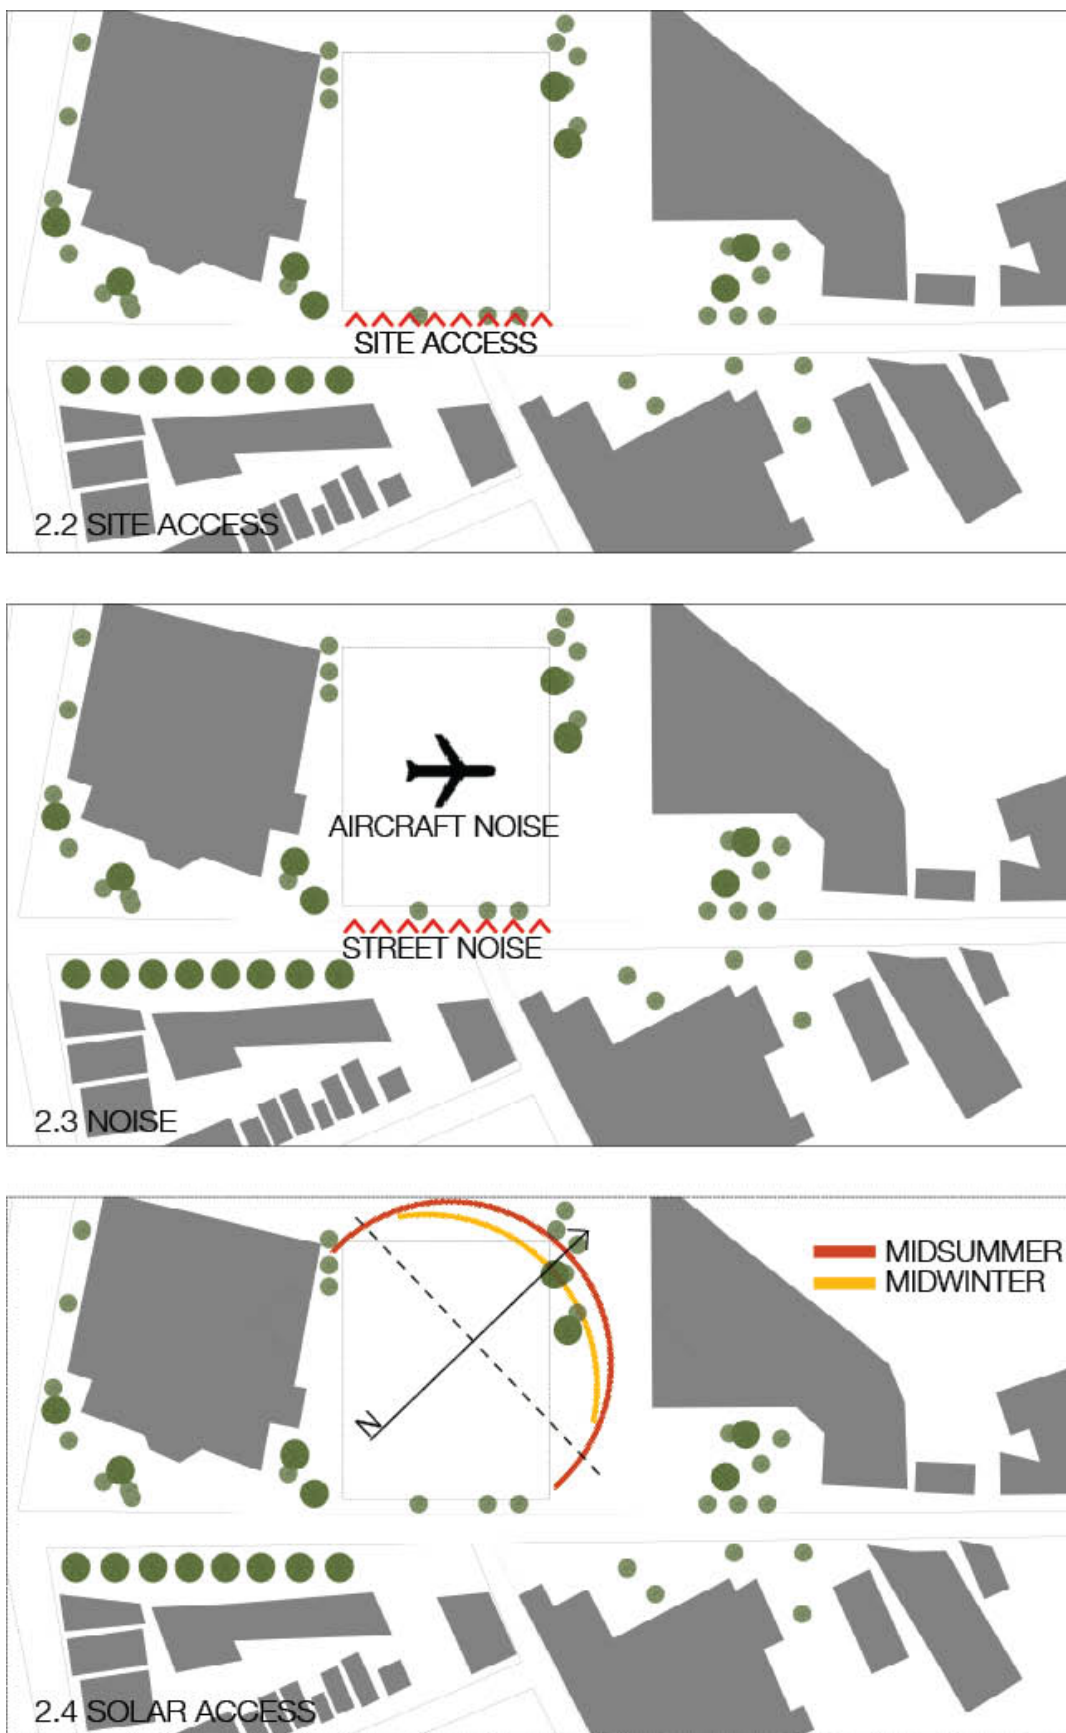 SITE ACCESS
2.2 SITE ACCESS
AIRCRAFT NOISE
STREET NOISE
2.3 NOISE
MIDSUMMER
MIDWINTER
N
2.4 SOLAR ACCESS